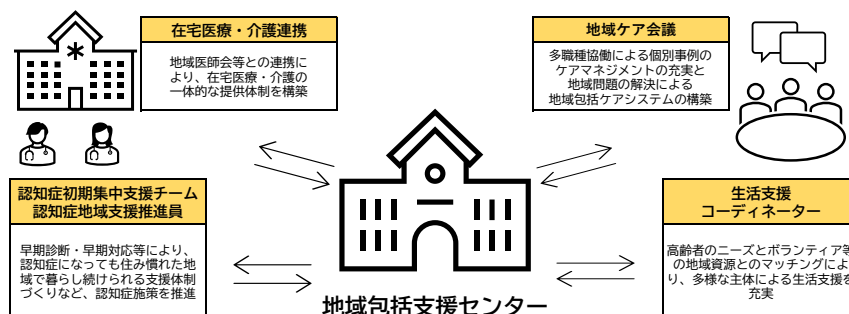 在宅医療・介護連携
地域医師会等との連携に
より、在宅医療・介護の
一体的な提供体制を構築
地域ケア会議
多職種協働による個別事例の
ケアマネジメントの充実と
地域問題の解決による
地域包括ケアシステムの構築
認知症初期集中支援チーム
認知症地域支援推進員
早期診断・早期対応等により、
認知症になっても住み慣れた地
域で暮らし続けられる支援体制
づくりなど、認知症施策を推進
生活支援
コーディネーター
高齢者のニーズとボランティア等
の地域資源とのマッチングによ
り、多様な主体による生活支援を
充実
地域包括支援センター